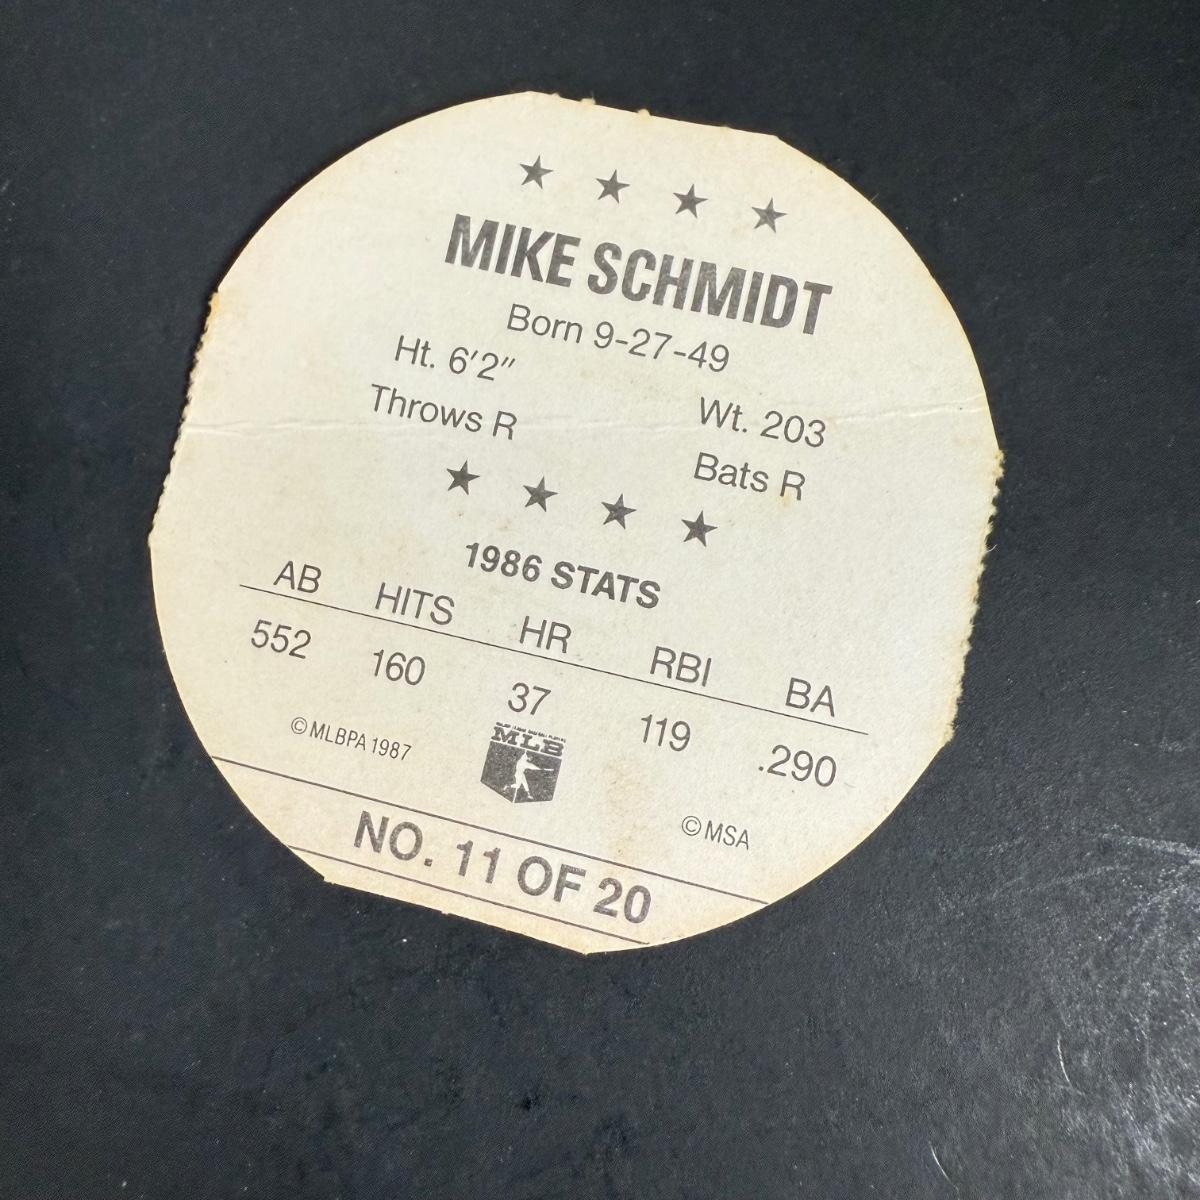 ★ ★ ★ ★
MIKE SCHMIDT
Born 9-27-49
Ht. 6'2" Wt. 203
Throws R Bats R
★ ★ ★ ★
1986 STATS
AB HITS HR RBI BA
552 160 37 119 .290
©MLBPA 1987
MLB
©MSA
NO. 11 OF 20